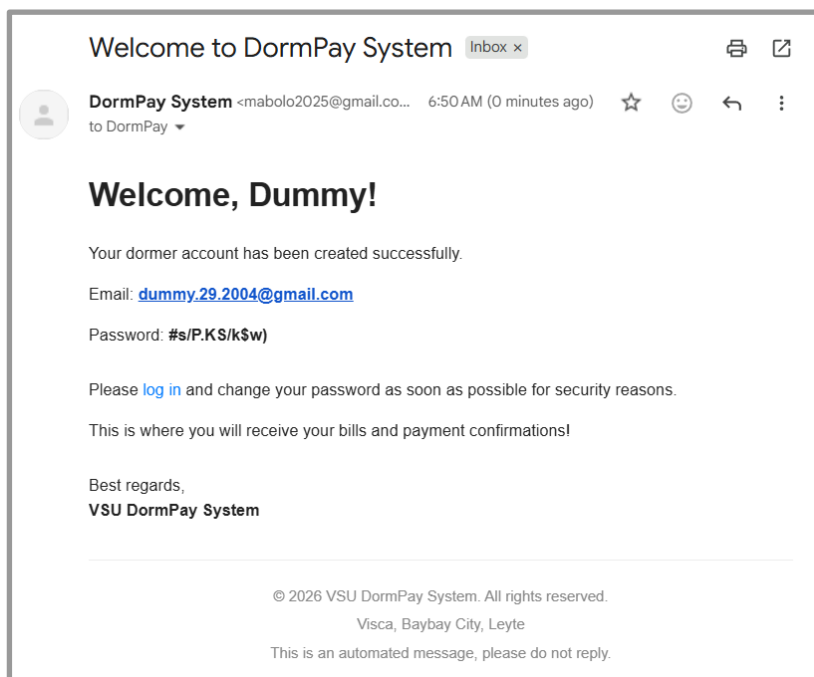 Welcome to DormPay System Inbox ×
DormPay System <mabolo2025@gmail.co... 6:50 AM (0 minutes ago)
to DormPay
Welcome, Dummy!
Your dormer account has been created successfully.
Email: dummy.29.2004@gmail.com
Password: #s/P.KS/k$w)
Please log in and change your password as soon as possible for security reasons.
This is where you will receive your bills and payment confirmations!
Best regards,
VSU DormPay System
© 2026 VSU DormPay System. All rights reserved.
Visca, Baybay City, Leyte
This is an automated message, please do not reply.